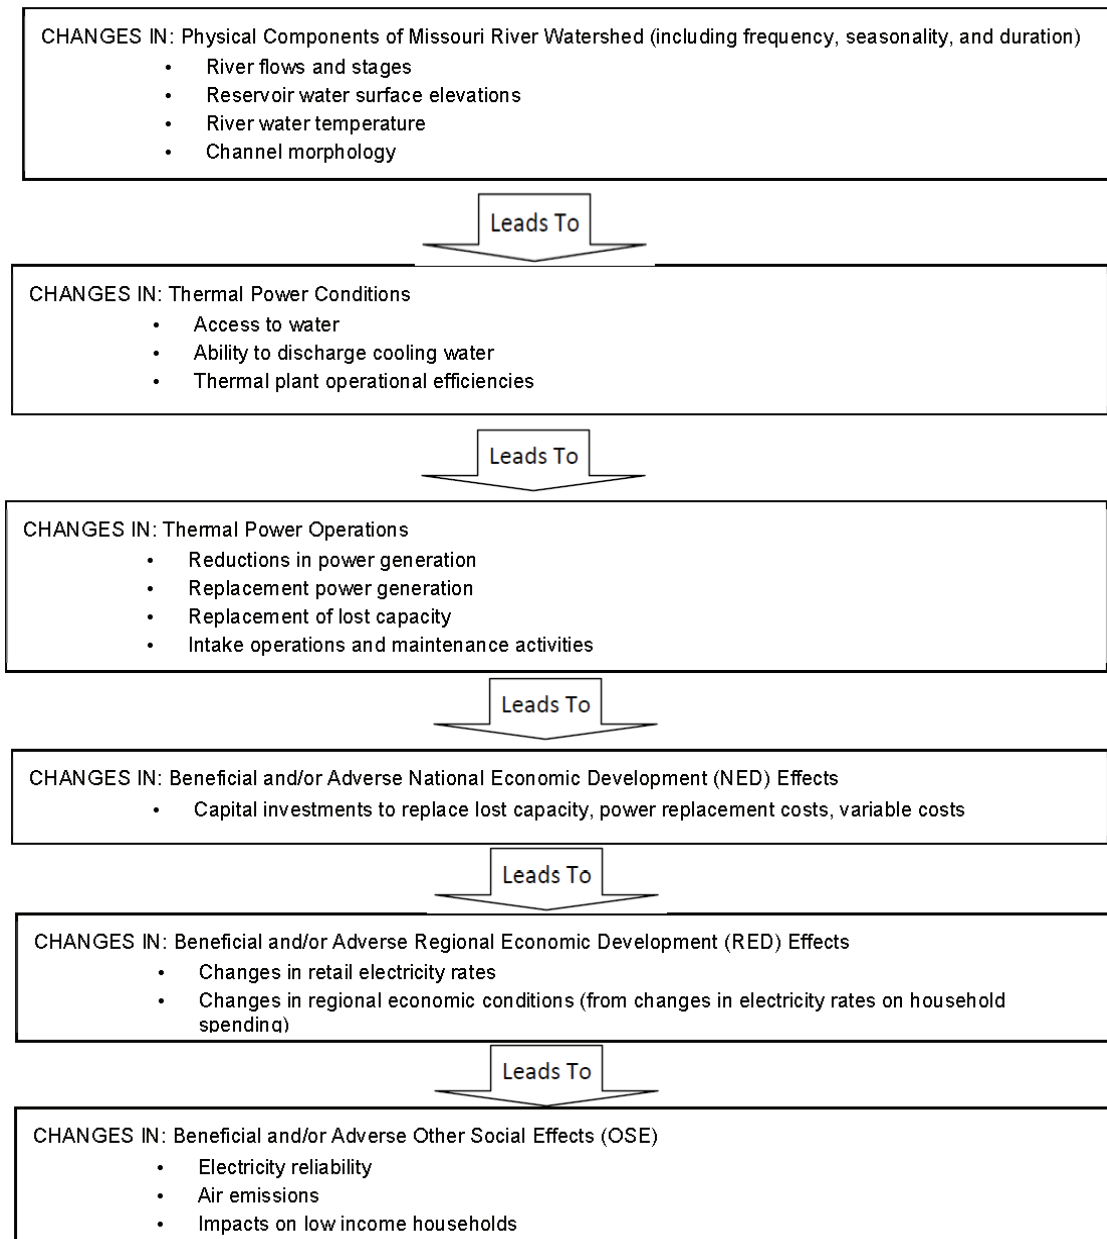 CHANGES IN: Physical Components of Missouri River Watershed (including frequency, seasonality, and duration)
• River flows and stages
• Reservoir water surface elevations
• River water temperature
• Channel morphology
Leads To
CHANGES IN: Thermal Power Conditions
• Access to water
• Ability to discharge cooling water
• Thermal plant operational efficiencies
Leads To
CHANGES IN: Thermal Power Operations
• Reductions in power generation
• Replacement power generation
• Replacement of lost capacity
• Intake operations and maintenance activities
Leads To
CHANGES IN: Beneficial and/or Adverse National Economic Development (NED) Effects
• Capital investments to replace lost capacity, power replacement costs, variable costs
Leads To
CHANGES IN: Beneficial and/or Adverse Regional Economic Development (RED) Effects
• Changes in retail electricity rates
• Changes in regional economic conditions (from changes in electricity rates on household
spending)
Leads To
CHANGES IN: Beneficial and/or Adverse Other Social Effects (OSE)
• Electricity reliability
• Air emissions
• Impacts on low income households